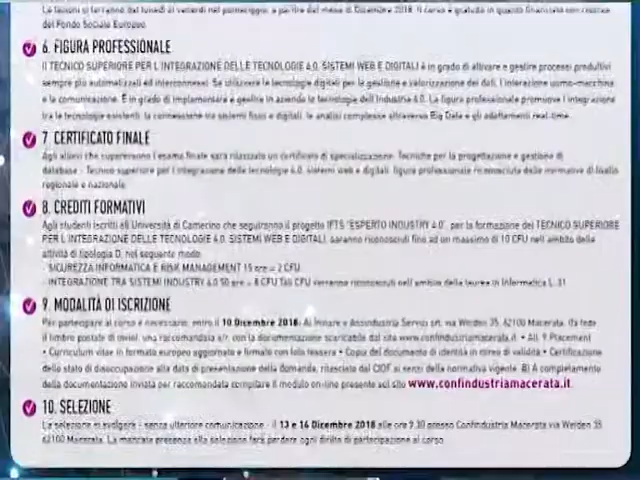 Le lezioni si terranno dal lunedì al venerdì nel pomeriggio, a partire dal mese di Dicembre 2018. Il corso è gratuito in quanto finanziato con risorse
del Fondo Sociale Europeo.
6. FIGURA PROFESSIONALE
Il TECNICO SUPERIORE PER L'INTEGRAZIONE DELLE TECNOLOGIE 4.0. SISTEMI WEB E DIGITALI è in grado di attivare e gestire processi produttivi
sempre più automatizzati ed interconnessi. Sa utilizzare le tecnologie digitali per la gestione e valorizzazione dei dati, l'interazione uomo-macchina
e la comunicazione. È in grado di implementare e gestire in azienda le tecnologie dell'Industria 4.0. La figura professionale promuove l'integrazione
tra le tecnologie esistenti, la connessione tra sistemi fisici e digitali, le analisi complesse attraverso Big Data e gli adattamenti real-time.
7. CERTIFICATO FINALE
Agli allievi che supereranno l'esame finale sarà rilasciato un certificato di specializzazione: Tecniche per la progettazione e gestione di
database - Tecnico superiore per l'integrazione delle tecnologie 4.0. sistemi web e digitali, figura professionale riconosciuta dalle normative di livello
regionale e nazionale.
8. CREDITI FORMATIVI
Agli studenti iscritti all'Università di Camerino che seguiranno il progetto IFTS "ESPERTO INDUSTRY 4.0" per la formazione del TECNICO SUPERIORE
PER L'INTEGRAZIONE DELLE TECNOLOGIE 4.0. SISTEMI WEB E DIGITALI, saranno riconosciuti fino ad un massimo di 10 CFU nell'ambito della
attività di tipologia D, nel seguente modo:
- SICUREZZA INFORMATICA E RISK MANAGEMENT 15 ore = 2 CFU
- INTEGRAZIONE TRA SISTEMI INDUSTRY 4.0 50 ore = 8 CFU Tali CFU verranno riconosciuti nell'ambito della laurea in Informatica L-31
9. MODALITÀ DI ISCRIZIONE
Per partecipare al corso è necessario, entro il 10 Dicembre 2018: A) Inviare a Assindustria Servizi srl, via Weiden 35, 62100 Macerata, (fa fede
il timbro postale di invio), una raccomandata a/r, con la documentazione scaricabile dal sito www.confindustriamacerata.it: • All. 9 Placement
• Curriculum vitae in formato europeo aggiornato e firmato con foto tessera • Copia del documento di identità in corso di validità • Certificazione
dello stato di disoccupazione alla data di presentazione della domanda, rilasciato dal CIOF ai sensi della normativa vigente. B) A completamento
della documentazione inviata per raccomandata compilare il modulo on-line presente sul sito www.confindustriamacerata.it
10. SELEZIONE
La selezione si svolgerà - senza ulteriore comunicazione - il 13 e 14 Dicembre 2018 alle ore 9.30 presso Confindustria Macerata via Weiden 35
62100 Macerata. La mancata presenza alla selezione farà perdere ogni diritto di partecipazione al corso.